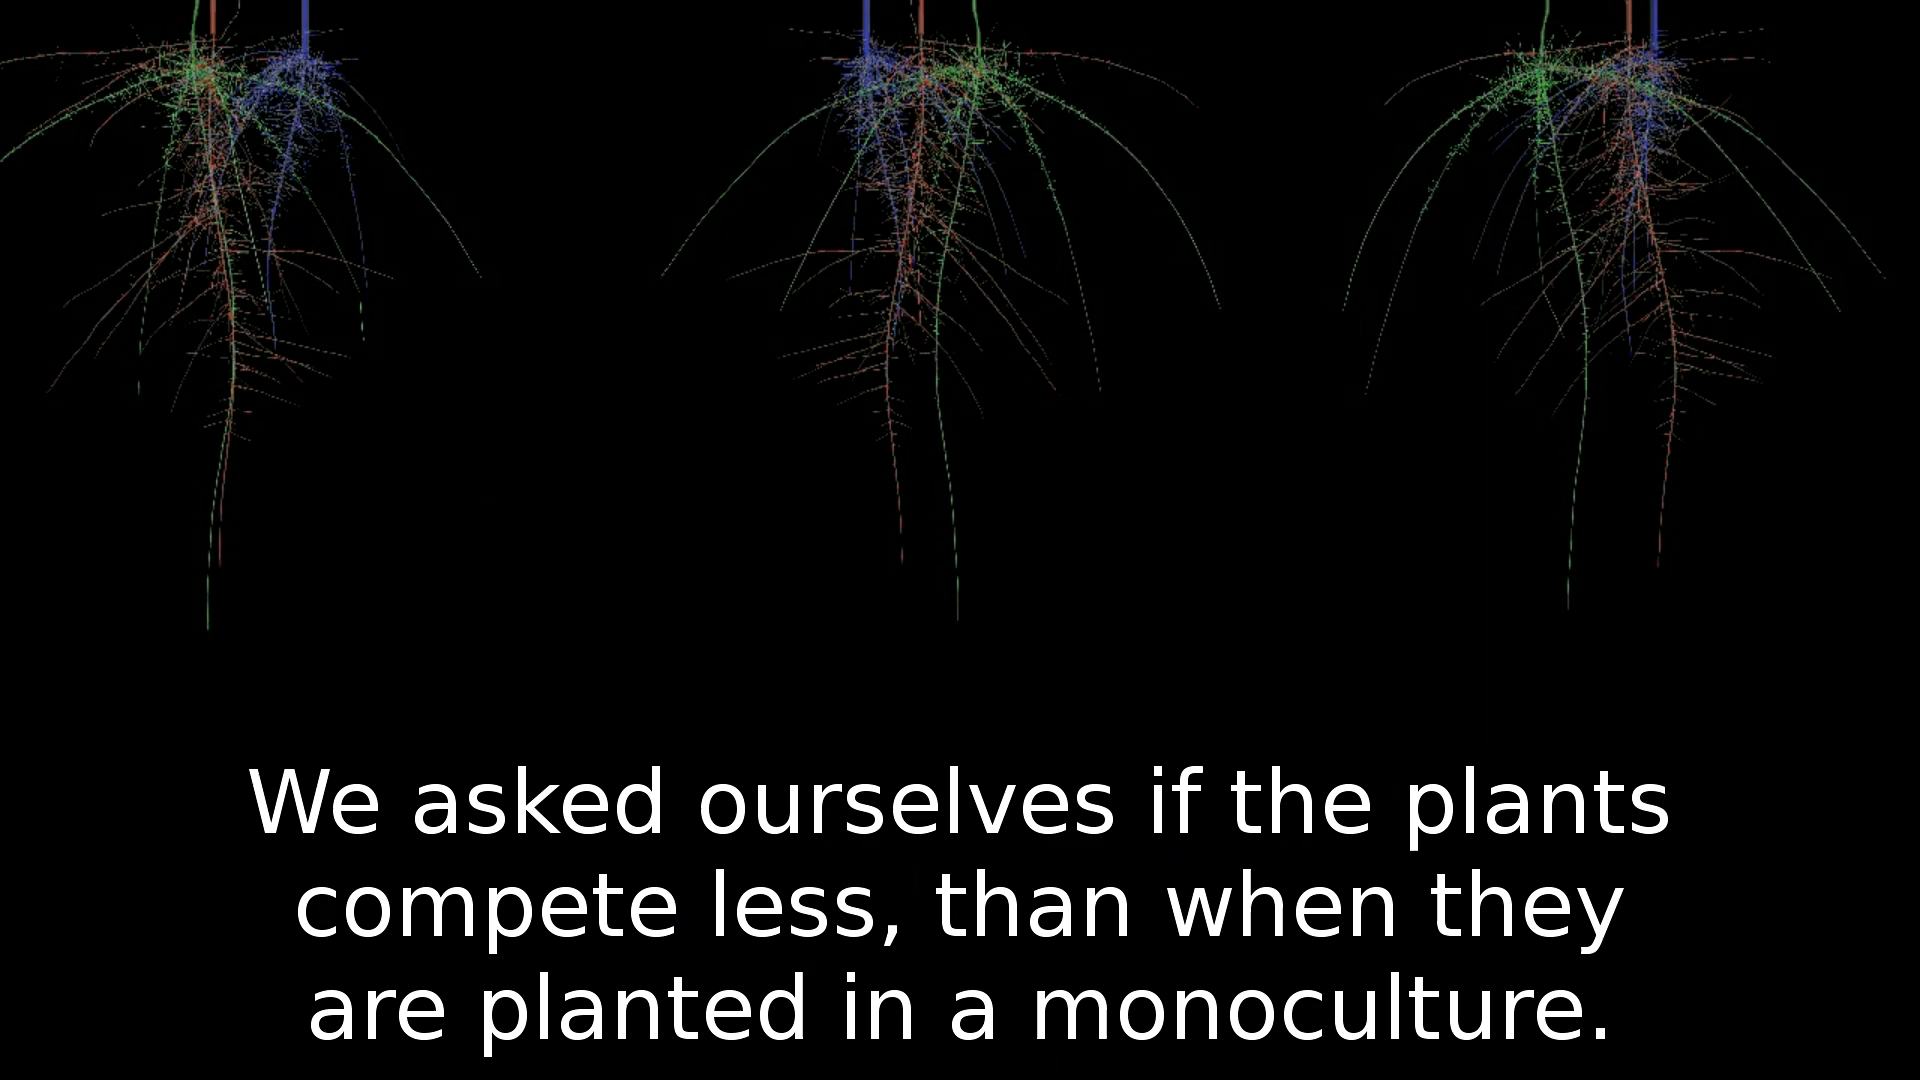 We asked ourselves if the plants
compete less, than when they
are planted in a monoculture.